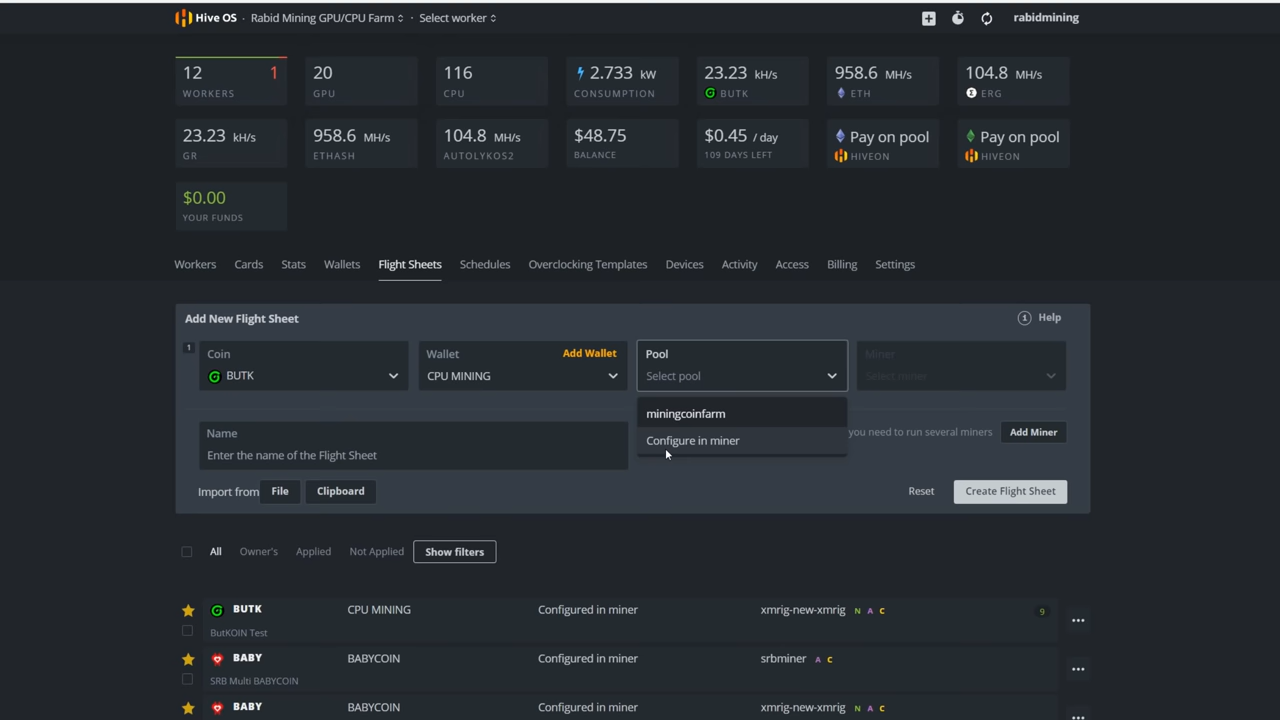 Hive OS · Rabid Mining GPU/CPU Farm · Select worker
rabidmining
12 1
WORKERS
20
GPU
116
CPU
2.733 kW
CONSUMPTION
23.23 kH/s
BUTK
958.6 MH/s
ETH
104.8 MH/s
ERG
23.23 kH/s
GR
958.6 MH/s
ETHASH
104.8 MH/s
AUTOLYKOS2
$48.75
BALANCE
$0.45 / day
109 DAYS LEFT
Pay on pool
HIVEON
Pay on pool
HIVEON
$0.00
YOUR FUNDS
Workers Cards Stats Wallets Flight Sheets Schedules Overclocking Templates Devices Activity Access Billing Settings
Add New Flight Sheet
Help
1
Coin
BUTK
Wallet Add Wallet
CPU MINING
Pool
Select pool
Miner
Select miner
miningcoinfarm
Configure in miner
Name
Enter the name of the Flight Sheet
you need to run several miners Add Miner
Import from File Clipboard
Reset Create Flight Sheet
All Owner's Applied Not Applied Show filters
BUTK CPU MINING Configured in miner xmrig-new-xmrig N A C 9
ButKOIN Test
BABY BABYCOIN Configured in miner srbminer A C
SRB Multi BABYCOIN
BABY BABYCOIN Configured in miner xmrig-new-xmrig N A C